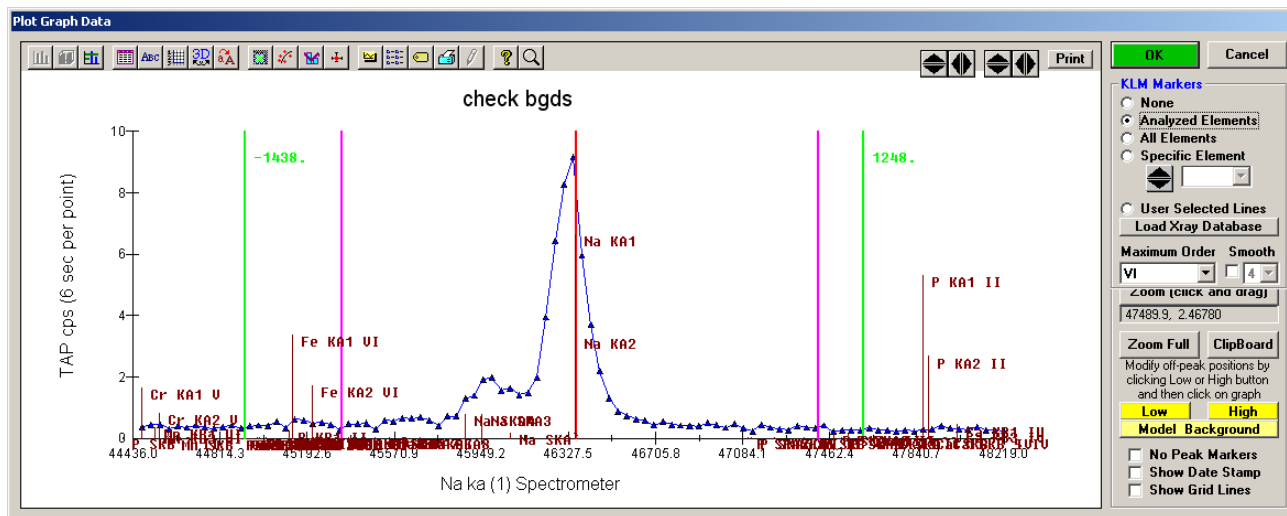 Plot Graph Data
Print
OK
Cancel
KLM Markers
None
Analyzed Elements
All Elements
Specific Element
User Selected Lines
Load Xray Database
Maximum Order
Smooth
VI
4
Zoom (click and drag)
47489.9, 2.46780
Zoom Full
ClipBoard
Modify off-peak positions by
clicking Low or High button
and then click on graph
Low
High
Model Background
No Peak Markers
Show Date Stamp
Show Grid Lines
check bgds
TAP cps (6 sec per point)
10
8
6
4
2
0
-1438.
1248.
Na KA1
Na KA2
P KA1 II
P KA2 II
Fe KA1 VI
Fe KA2 VI
Cr KA1 V
Cr KA2 V
Na SKA
44436.0
44814.3
45192.6
45570.9
45949.2
46327.5
46705.8
47084.1
47462.4
47840.7
48219.0
Na ka (1) Spectrometer